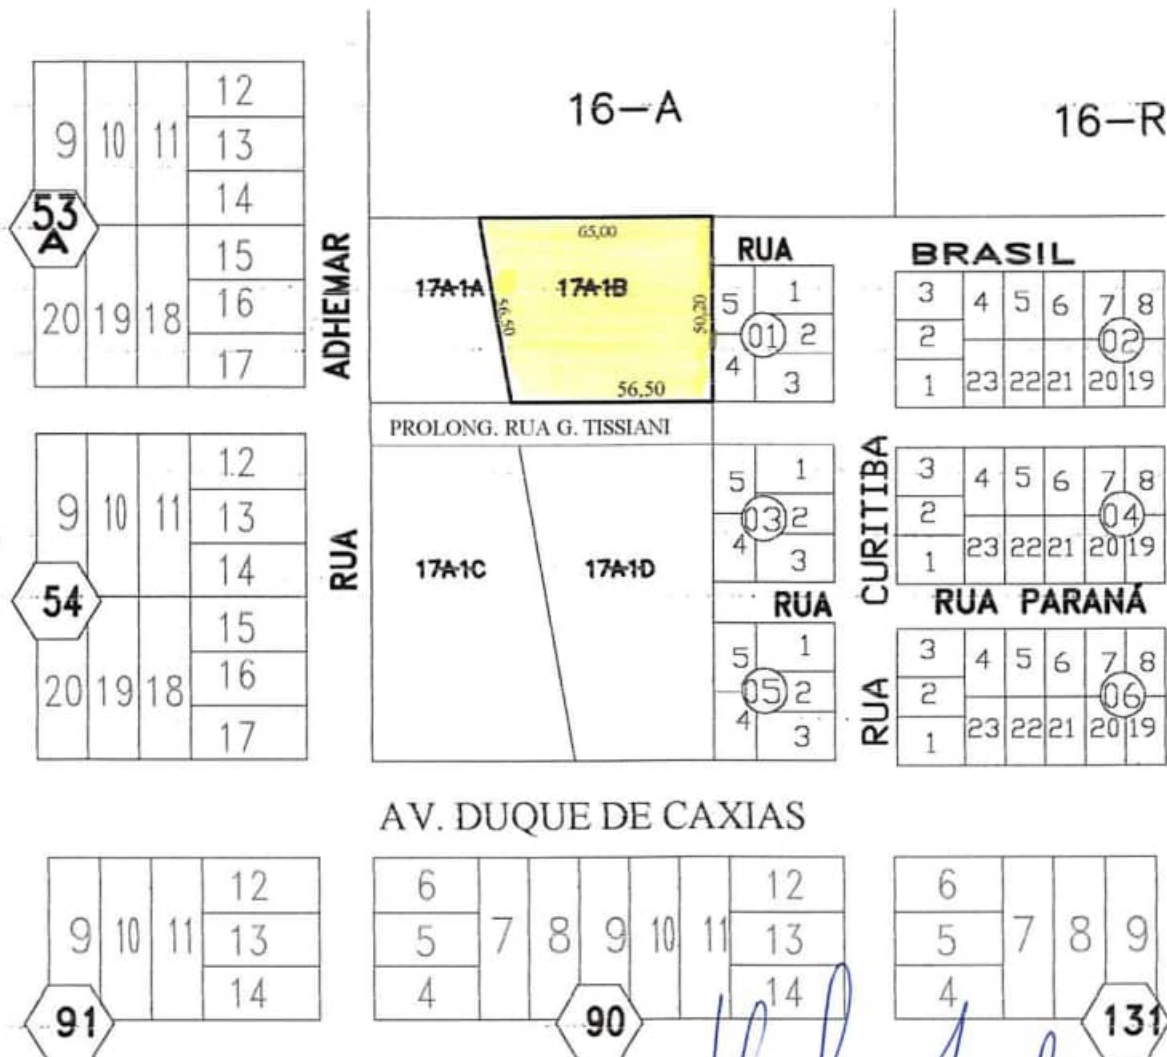 16-A
16-R
12
9 10 11 13
14
53
A
15
20 19 18 16
17
ADHEMAR
65,00
17A1A
17A1B
56,50
50,20
56,50
RUA
BRASIL
5 1
01 2
4 3
3 4 5 6 7 8
2 02
1 23 22 21 20 19
PROLONG. RUA G. TISSIANI
12
9 10 11 13
14
54
15
20 19 18 16
17
RUA
17A1C
17A1D
5 1
03 2
4 3
CURITIBA
3 4 5 6 7 8
2 04
1 23 22 21 20 19
RUA
RUA PARANÁ
5 1
05 2
4 3
RUA
3 4 5 6 7 8
2 06
1 23 22 21 20 19
AV. DUQUE DE CAXIAS
12
9 10 11 13
14
91
6 12
5 7 8 9 10 11 13
4 14
90
6
5 7 8 9
4
131